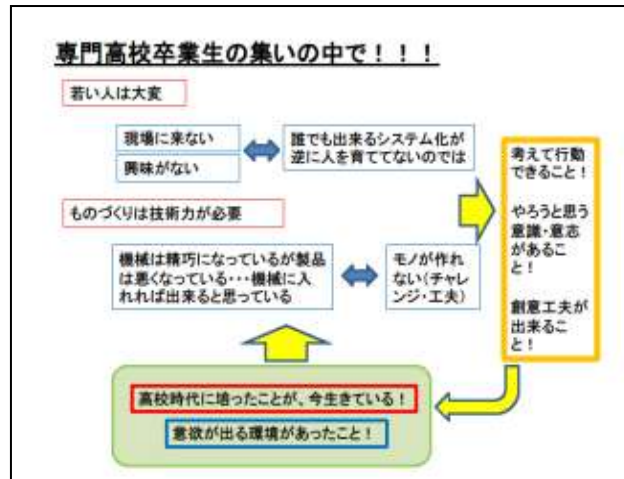 専門高校卒業生の集いの中で！！！
若い人は大変
現場に来ない
興味がない
誰でも出来るシステム化が
逆に人を育ててないのでは
ものづくりは技術力が必要
機械は精巧になっているが製品
は悪くなっている・・・機械に入
れれば出来ると思っている
モノが作れ
ない（チャレ
ンジ・工夫）
考えて行動
できること！
やろうと思う
意識・意志
があるこ
と！
創意工夫が
出来るこ
と！
高校時代に培ったことが、今生きている！
意欲が出る環境があったこと！